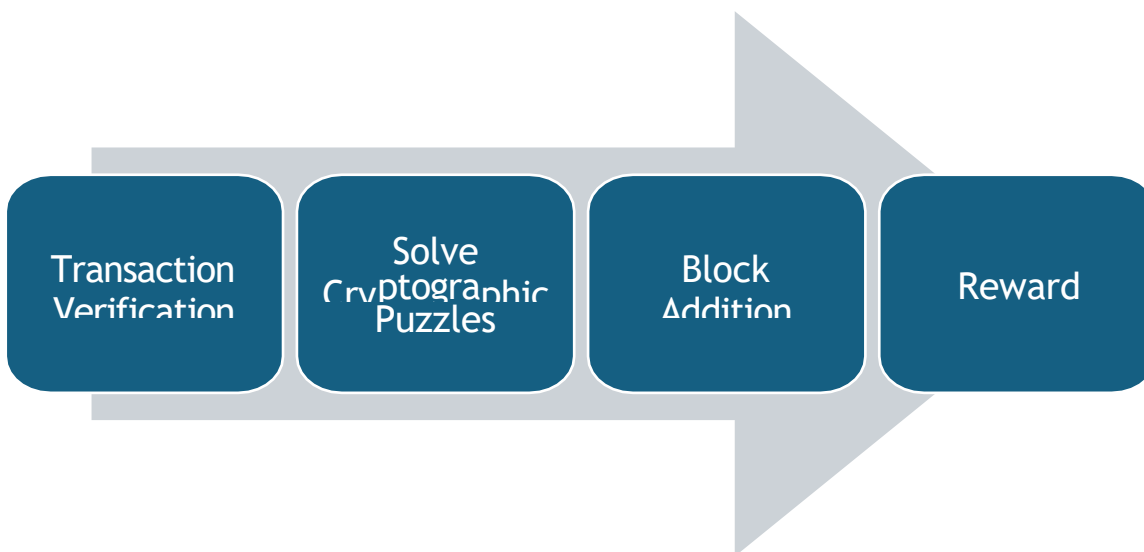 Transaction
Verification
Solve
Cryptographic
Puzzles
Block
Addition
Reward